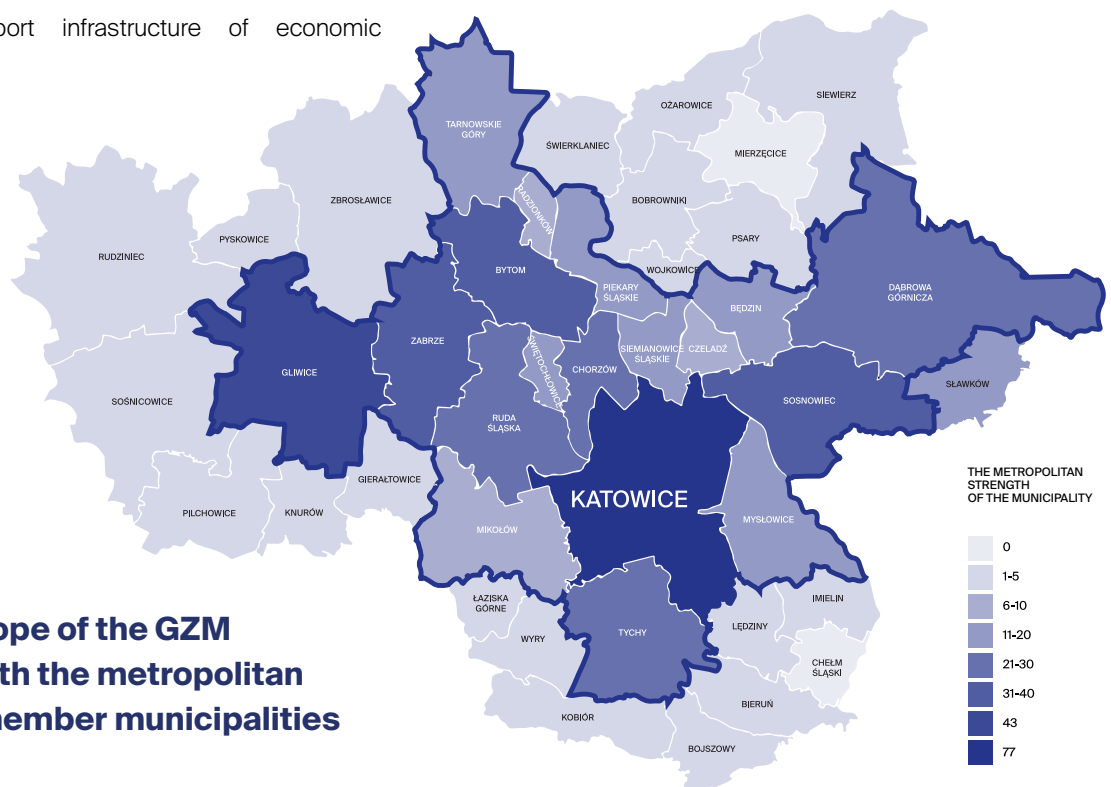 port infrastructure of economic
TARNOWSKIE
GÓRY
ŚWIERKLANIEC
OŻAROWICE
SIEWIERZ
MIERZĘCICE
ZBROSŁAWICE
RADZIONKÓW
BOBROWNIKI
PSARY
PYSKOWICE
RUDZINIEC
BYTOM
WOJKOWICE
PIEKARY
ŚLĄSKIE
BĘDZIN
DĄBROWA
GÓRNICZA
ZABRZE
GLIWICE
ŚWIĘTOCHŁOWICE
CHORZÓW
SIEMIANOWICE
ŚLĄSKIE
CZELADŹ
SŁAWKÓW
SOŚNICOWICE
RUDA
ŚLĄSKA
SOSNOWIEC
GIERAŁTOWICE
KATOWICE
PILCHOWICE
KNURÓW
MIKOŁÓW
MYSŁOWICE
ŁAZISKA
GÓRNE
WYRY
TYCHY
LĘDZINY
IMIELIN
CHEŁM
ŚLĄSKI
KOBIÓR
BIERUŃ
BOJSZOWY
THE METROPOLITAN
STRENGTH
OF THE MUNICIPALITY
0
1-5
6-10
11-20
21-30
31-40
43
77
ope of the GZM
th the metropolitan
nember municipalities